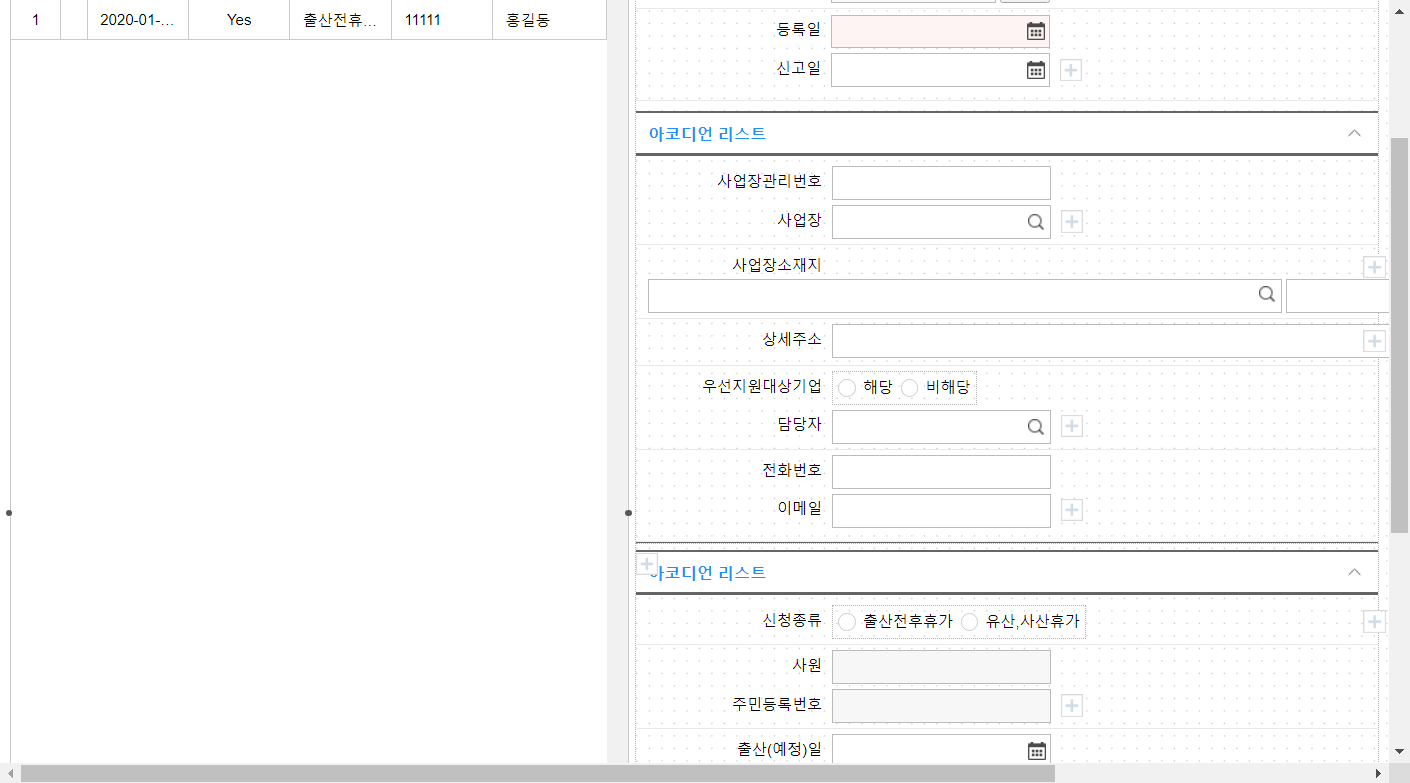 1 2020-01-... Yes 출산전휴... 11111 홍길동
등록일
신고일
아코디언 리스트
사업장관리번호
사업장
사업장소재지
상세주소
우선지원대상기업 해당 비해당
담당자
전화번호
이메일
아코디언 리스트
신청종류 출산전후휴가 유산,사산휴가
사원
주민등록번호
출산(예정)일